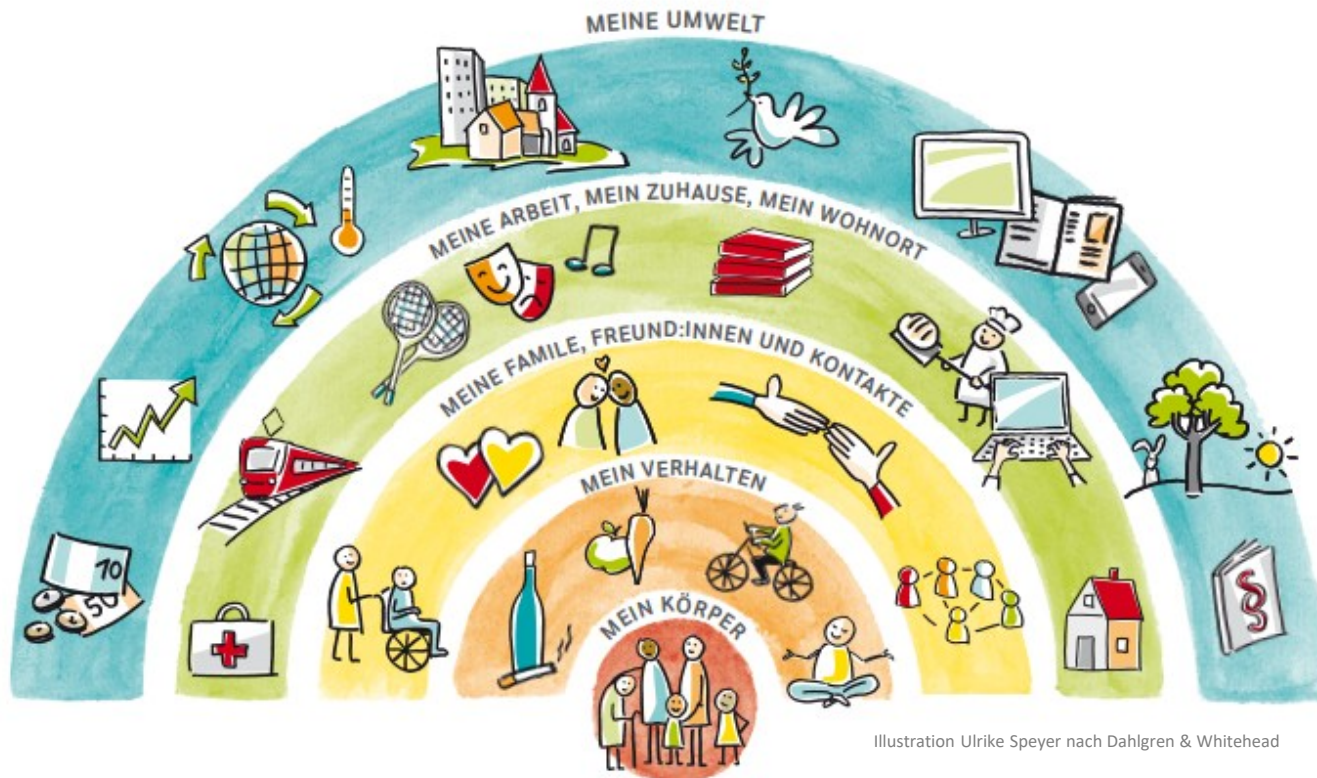 MEINE UMWELT
MEINE ARBEIT, MEIN ZUHAUSE, MEIN WOHNORT
MEINE FAMILE, FREUND:INNEN UND KONTAKTE
MEIN VERHALTEN
MEIN KÖRPER
10
50
§
Illustration Ulrike Speyer nach Dahlgren & Whitehead